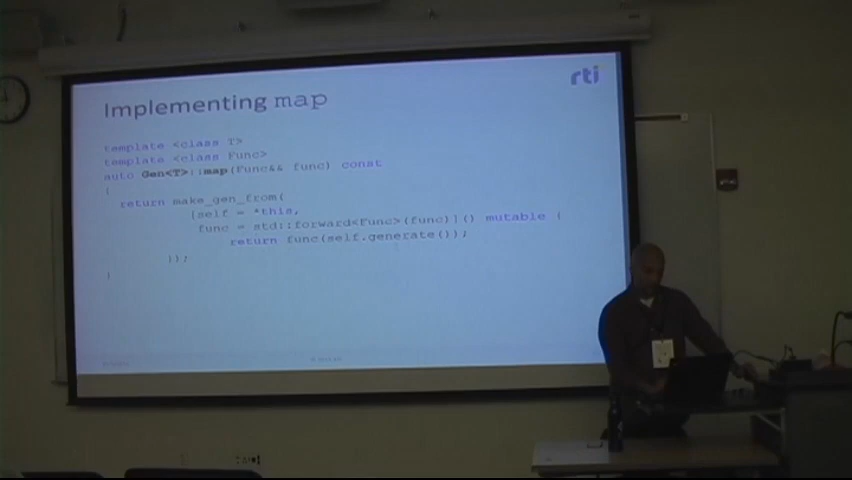 rti
Implementing map
template <class T>
template <class Func>
auto Gen<T>::map(Func&& func) const
{
return make_gen_from(
[self = *this,
func = std::forward<Func>(func)]() mutable {
return func(self.generate());
});
}